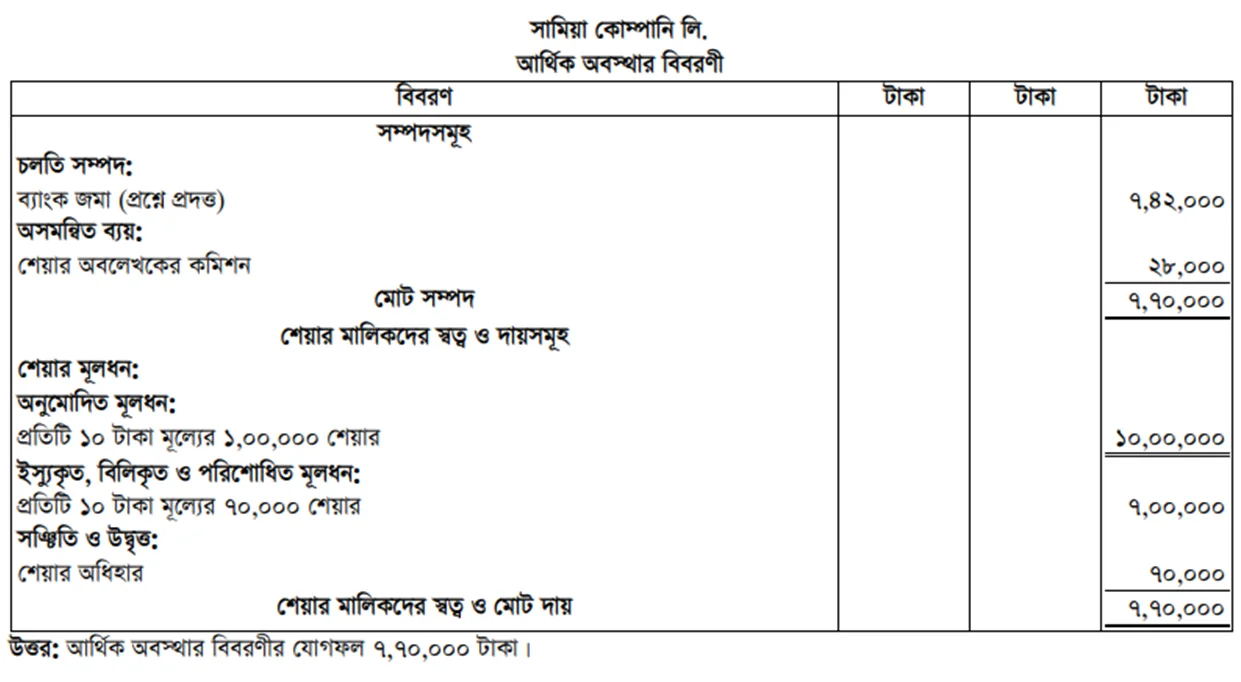 সামিয়া কোম্পানি লি.
আর্থিক অবস্থার বিবরণী
বিবরণ টাকা টাকা টাকা
সম্পদসমূহ
চলতি সম্পদ:
ব্যাংক জমা (প্রশ্নে প্রদত্ত) ৭,৪২,০০০
অসমন্বিত ব্যয়:
শেয়ার অবলেখকের কমিশন ২৮,০০০
মোট সম্পদ ৭,৭০,০০০
শেয়ার মালিকদের স্বত্ব ও দায়সমূহ
শেয়ার মূলধন:
অনুমোদিত মূলধন:
প্রতিটি ১০ টাকা মূল্যের ১,০০,০০০ শেয়ার ১০,০০,০০০
ইস্যুকৃত, বিলিকৃত ও পরিশোধিত মূলধন:
প্রতিটি ১০ টাকা মূল্যের ৭০,০০০ শেয়ার ৭,০০,০০০
সঞ্চিতি ও উদ্বৃত্ত:
শেয়ার অধিহার ৭০,০০০
শেয়ার মালিকদের স্বত্ব ও মোট দায় ৭,৭০,০০০
উত্তর: আর্থিক অবস্থার বিবরণীর যোগফল ৭,৭০,০০০ টাকা।